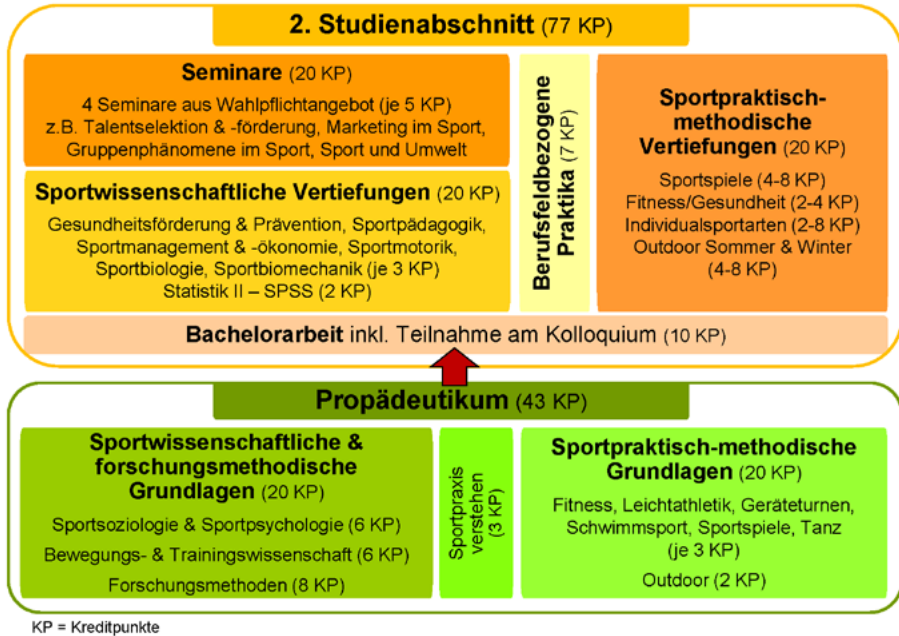 2. Studienabschnitt (77 KP)
Seminare (20 KP)
4 Seminare aus Wahlpflichtangebot (je 5 KP)
z.B. Talentselektion & -förderung, Marketing im Sport,
Gruppenphänomene im Sport, Sport und Umwelt
Sportwissenschaftliche Vertiefungen (20 KP)
Gesundheitsförderung & Prävention, Sportpädagogik,
Sportmanagement & -ökonomie, Sportmotorik,
Sportbiologie, Sportbiomechanik (je 3 KP)
Statistik II – SPSS (2 KP)
Berufsfeldbezogene
Praktika (7 KP)
Sportpraktisch-
methodische
Vertiefungen (20 KP)
Sportspiele (4-8 KP)
Fitness/Gesundheit (2-4 KP)
Individualsportarten (2-8 KP)
Outdoor Sommer & Winter
(4-8 KP)
Bachelorarbeit inkl. Teilnahme am Kolloquium (10 KP)
Propädeutikum (43 KP)
Sportwissenschaftliche &
forschungsmethodische
Grundlagen (20 KP)
Sportsoziologie & Sportpsychologie (6 KP)
Bewegungs- & Trainingswissenschaft (6 KP)
Forschungsmethoden (8 KP)
Sportpraxis
verstehen
(3 KP)
Sportpraktisch-methodische
Grundlagen (20 KP)
Fitness, Leichtathletik, Geräteturnen,
Schwimmsport, Sportspiele, Tanz
(je 3 KP)
Outdoor (2 KP)
KP = Kreditpunkte